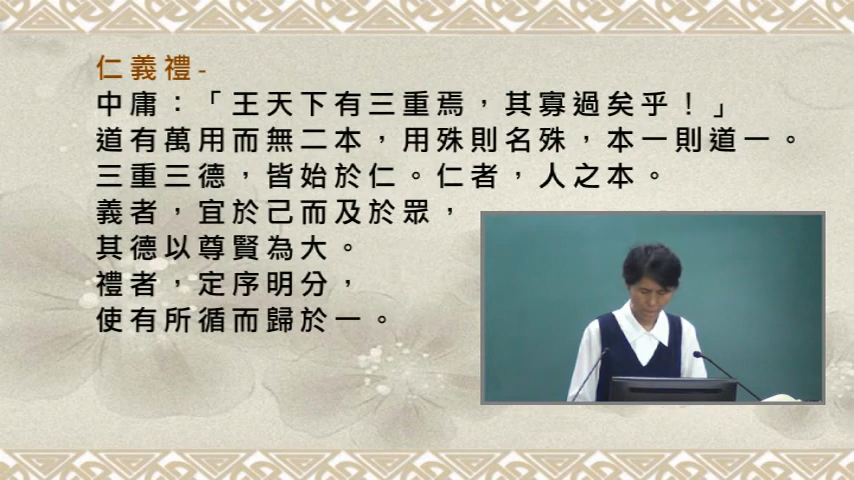 仁義禮-
中庸：「王天下有三重焉，其寡過矣乎！」
道有萬用而無二本，用殊則名殊，本一則道一。
三重三德，皆始於仁。仁者，人之本。
義者，宜於己而及於眾，
其德以尊賢為大。
禮者，定序明分，
使有所循而歸於一。